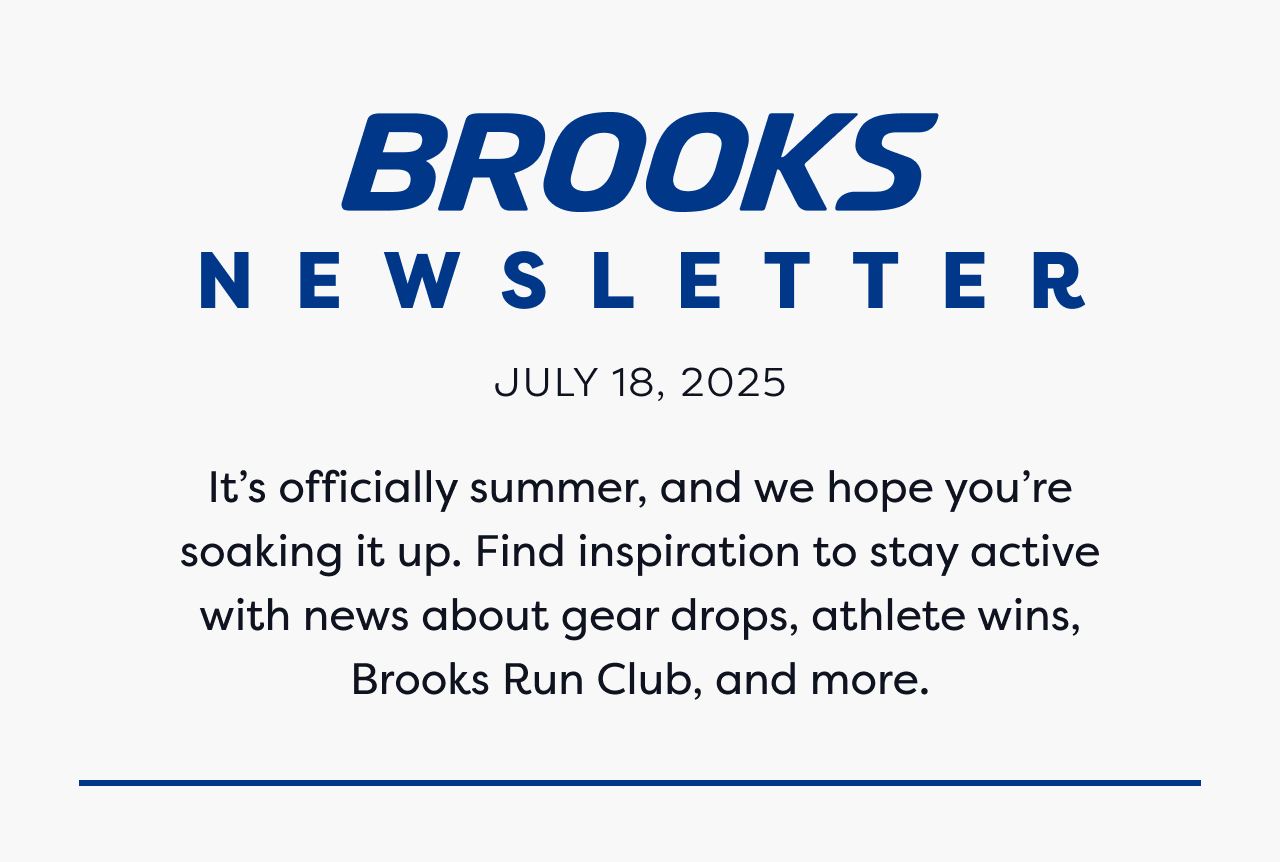 BROOKS
NEWSLETTER
JULY 18, 2025
It’s officially summer, and we hope you’re
soaking it up. Find inspiration to stay active
with news about gear drops, athlete wins,
Brooks Run Club, and more.